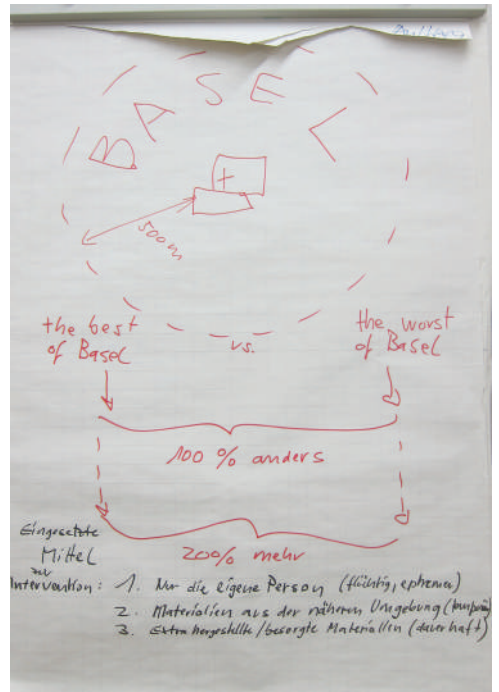 BASEL
500m
the best
of Basel
vs.
the worst
of Basel
100 % anders
200% mehr
Eingesetzte
Mittel
zur
Intervention: 1. Nur die eigene Person (flüchtig, ephemer)
2. Materialien aus der näheren Umgebung (temporär)
3. Extra hergestellte/besorgte Materialien (dauerhaft)